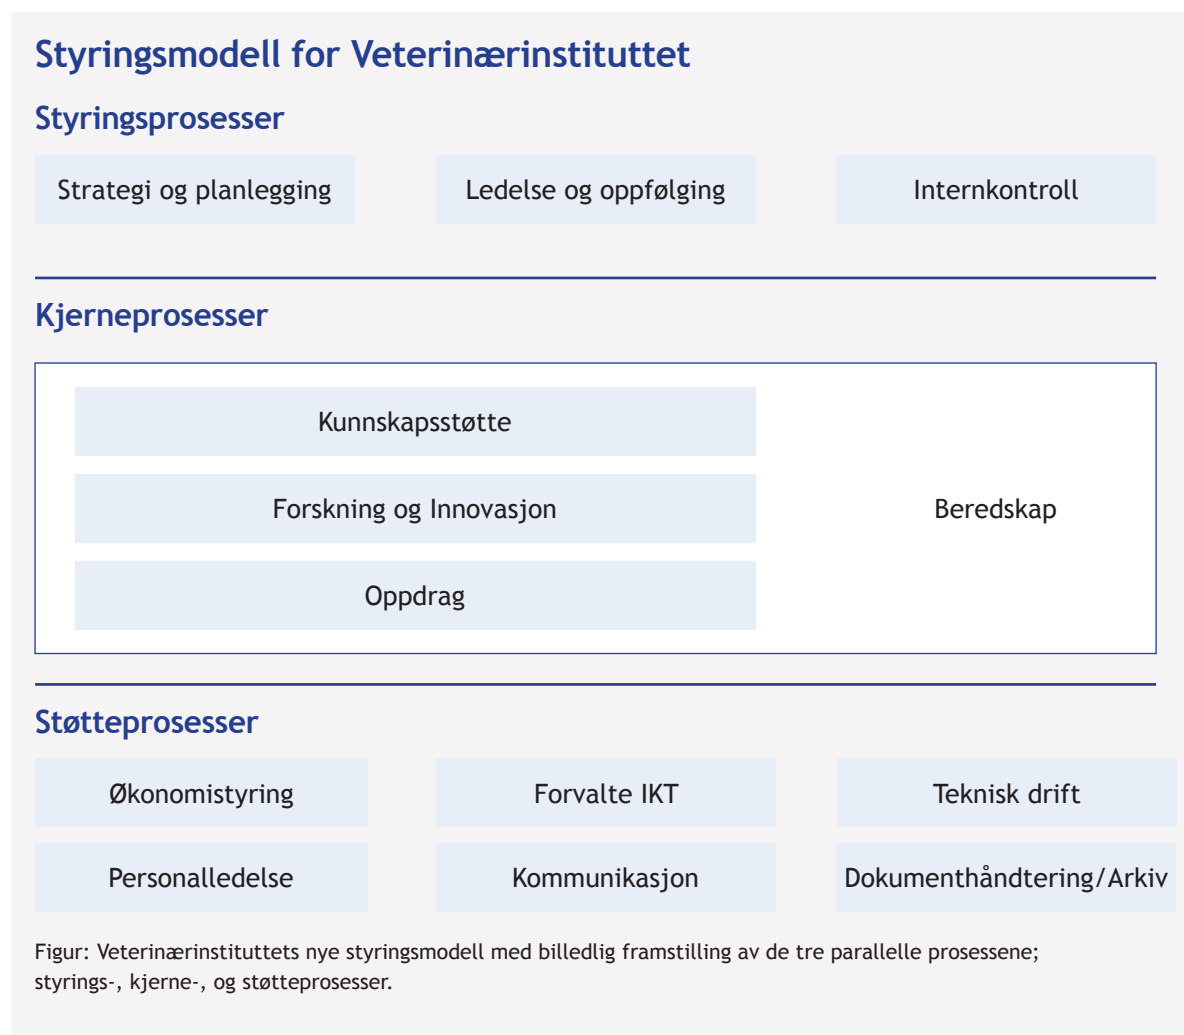 Styringsmodell for Veterinærinstituttet
Styringsprosesser
Strategi og planlegging
Ledelse og oppfølging
Internkontroll
Kjerneprosesser
Kunnskapsstøtte
Forskning og Innovasjon
Oppdrag
Beredskap
Støtteprosesser
Økonomistyring
Forvalte IKT
Teknisk drift
Personalledelse
Kommunikasjon
Dokumenthåndtering/Arkiv
Figur: Veterinærinstituttets nye styringsmodell med billedlig framstilling av de tre parallelle prosessene;
styrings-, kjerne-, og støtteprosesser.